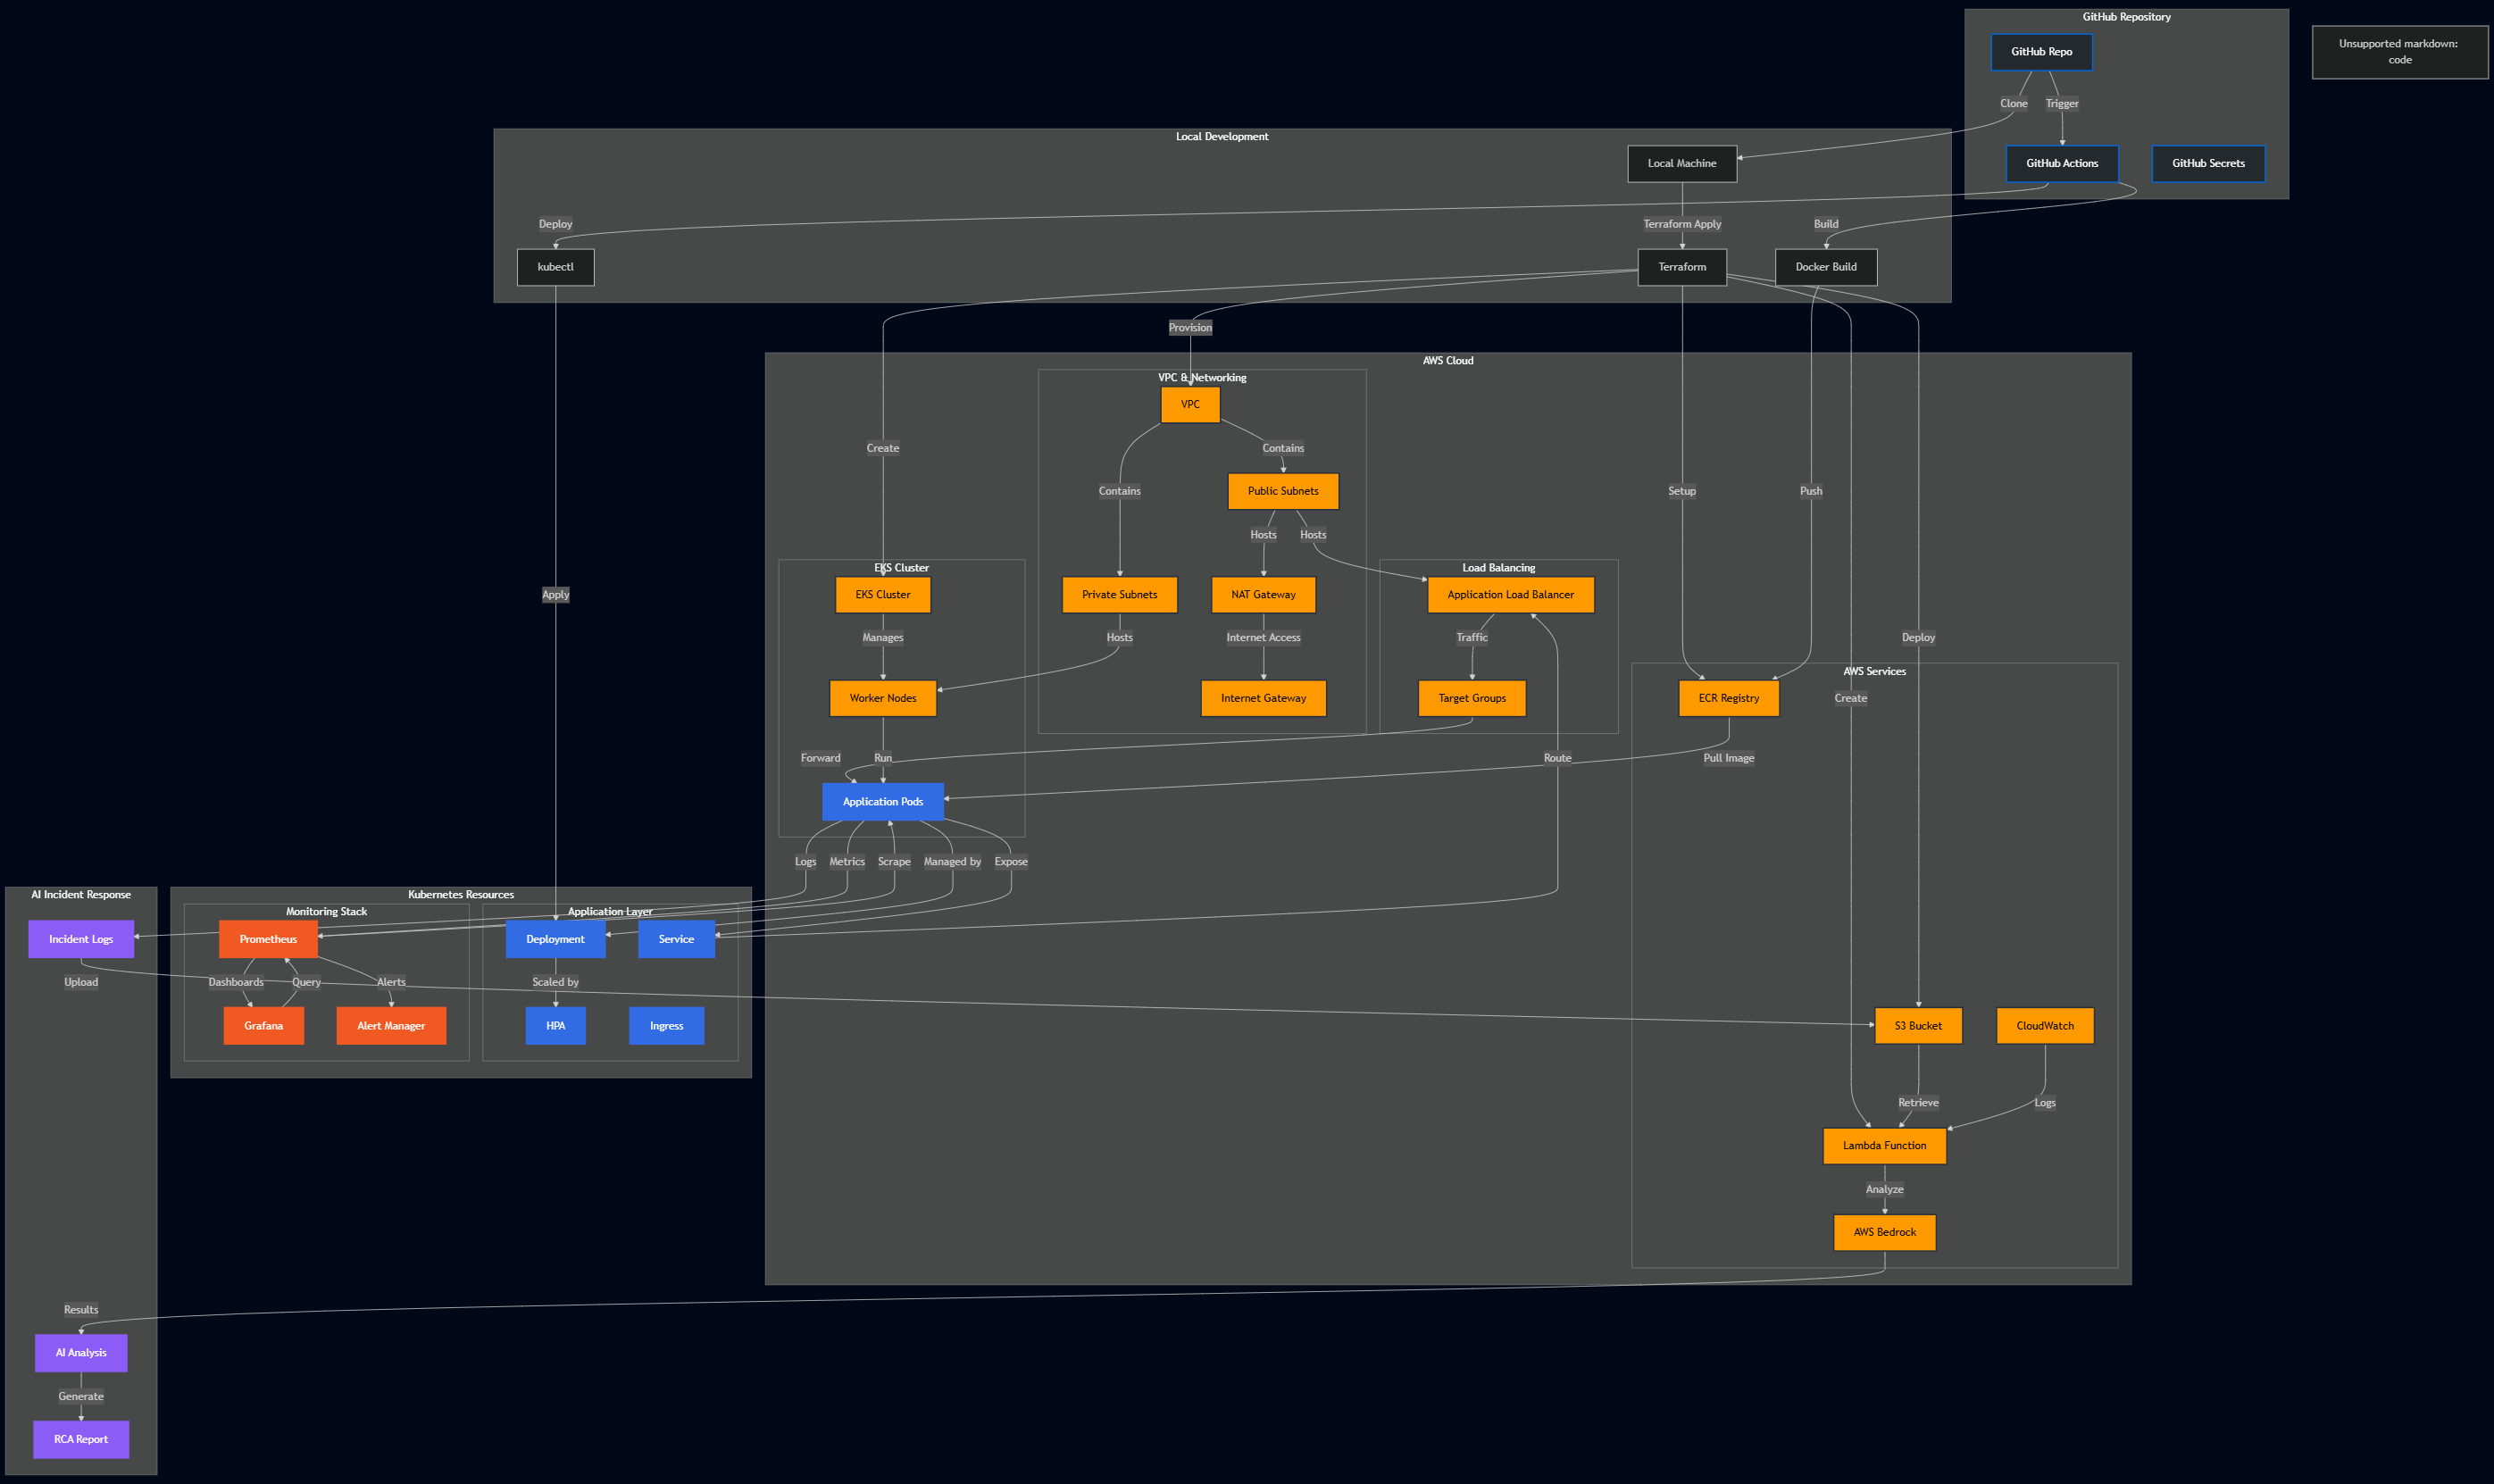 GitHub Repository
GitHub Repo
Unsupported markdown:
code
Clone
Trigger
Local Development
Local Machine
GitHub Actions
GitHub Secrets
Deploy
Terraform Apply
Build
kubectl
Terraform
Docker Build
Provision
AWS Cloud
VPC & Networking
VPC
Create
Contains
Contains
Public Subnets
Setup
Push
Hosts
Hosts
EKS Cluster
Load Balancing
EKS Cluster
Private Subnets
NAT Gateway
Application Load Balancer
Apply
Manages
Hosts
Internet Access
Traffic
Deploy
AWS Services
Worker Nodes
Internet Gateway
Target Groups
ECR Registry
Create
Forward
Run
Route
Pull Image
Application Pods
Logs
Metrics
Scrape
Managed by
Expose
AI Incident Response
Kubernetes Resources
Monitoring Stack
Application Layer
Incident Logs
Prometheus
Deployment
Service
Upload
Dashboards
Query
Alerts
Scaled by
Grafana
Alert Manager
HPA
Ingress
S3 Bucket
CloudWatch
Retrieve
Logs
Lambda Function
Analyze
AWS Bedrock
Results
AI Analysis
Generate
RCA Report